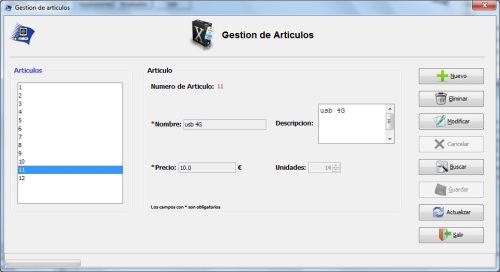 Gestion de articulos
Gestion de Articulos
Articulos
1
2
3
4
5
6
7
8
9
10
11
12
Articulo
Numero de Articulo: 11
*Nombre: usb 4G
Descripcion: usb 4G
*Precio: 10.0 €
Unidades: 14
Los campos con * son obligatorios
Nuevo
Eliminar
Modificar
Cancelar
Buscar
Guardar
Actualizar
Salir